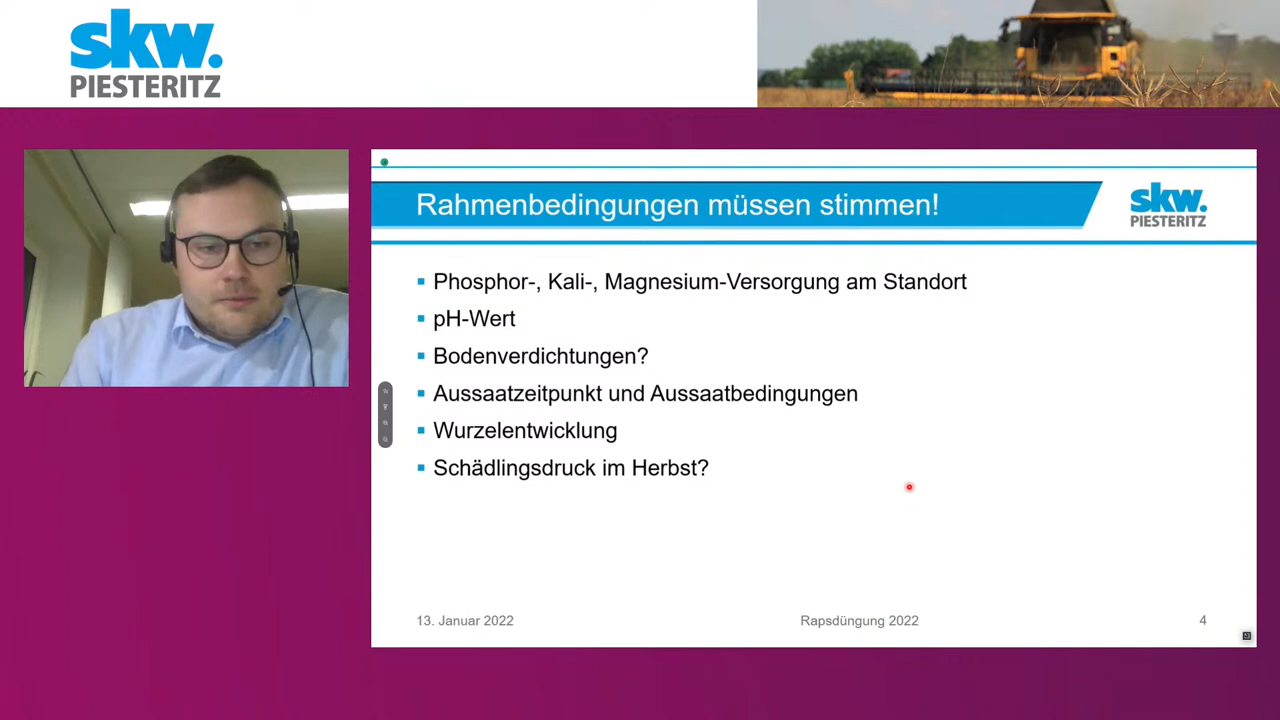 skw.
PIESTERITZ
Rahmenbedingungen müssen stimmen!
skw.
PIESTERITZ
Phosphor-, Kali-, Magnesium-Versorgung am Standort
pH-Wert
Bodenverdichtungen?
Aussaatzeitpunkt und Aussaatbedingungen
Wurzelentwicklung
Schädlingsdruck im Herbst?
13. Januar 2022
Rapsdüngung 2022
4